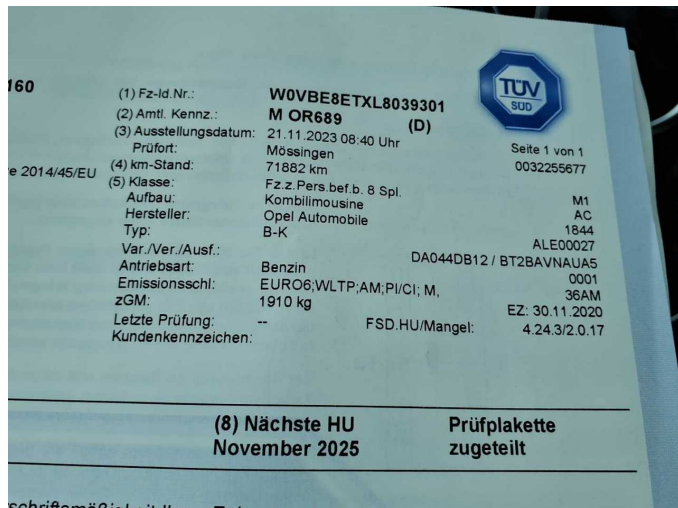 160
TÜV
SÜD
(1) Fz-Id.Nr.: W0VBE8ETXL8039301
(2) Amtl. Kennz.: M OR689 (D)
(3) Ausstellungsdatum: 21.11.2023 08:40 Uhr
Prüfort: Mössingen Seite 1 von 1
(4) km-Stand: 71882 km 0032255677
e 2014/45/EU
(5) Klasse: Fz.z.Pers.bef.b. 8 Spl. M1
Aufbau: Kombilimousine AC
Hersteller: Opel Automobile 1844
Typ: B-K ALE00027
Var./Ver./Ausf.: DA044DB12 / BT2BAVNAUA5
Antriebsart: Benzin 0001
Emissionsschl: EURO6;WLTP;AM;PI/CI; M, 36AM
zGM: 1910 kg EZ: 30.11.2020
Letzte Prüfung: -- FSD.HU/Mangel: 4.24.3/2.0.17
Kundenkennzeichen:
(8) Nächste HU Prüfplakette
November 2025 zugeteilt